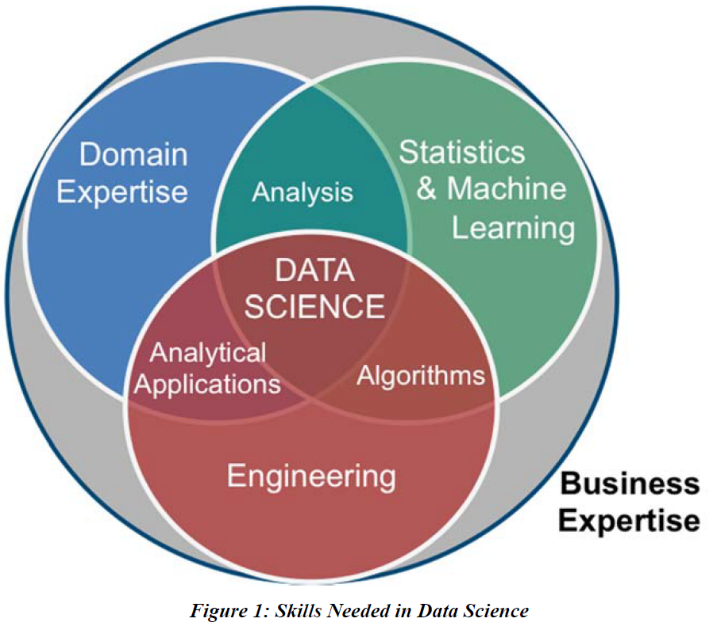 Domain
Expertise
Statistics
& Machine
Learning
Analysis
DATA
SCIENCE
Analytical
Applications
Algorithms
Engineering
Business
Expertise
Figure 1: Skills Needed in Data Science